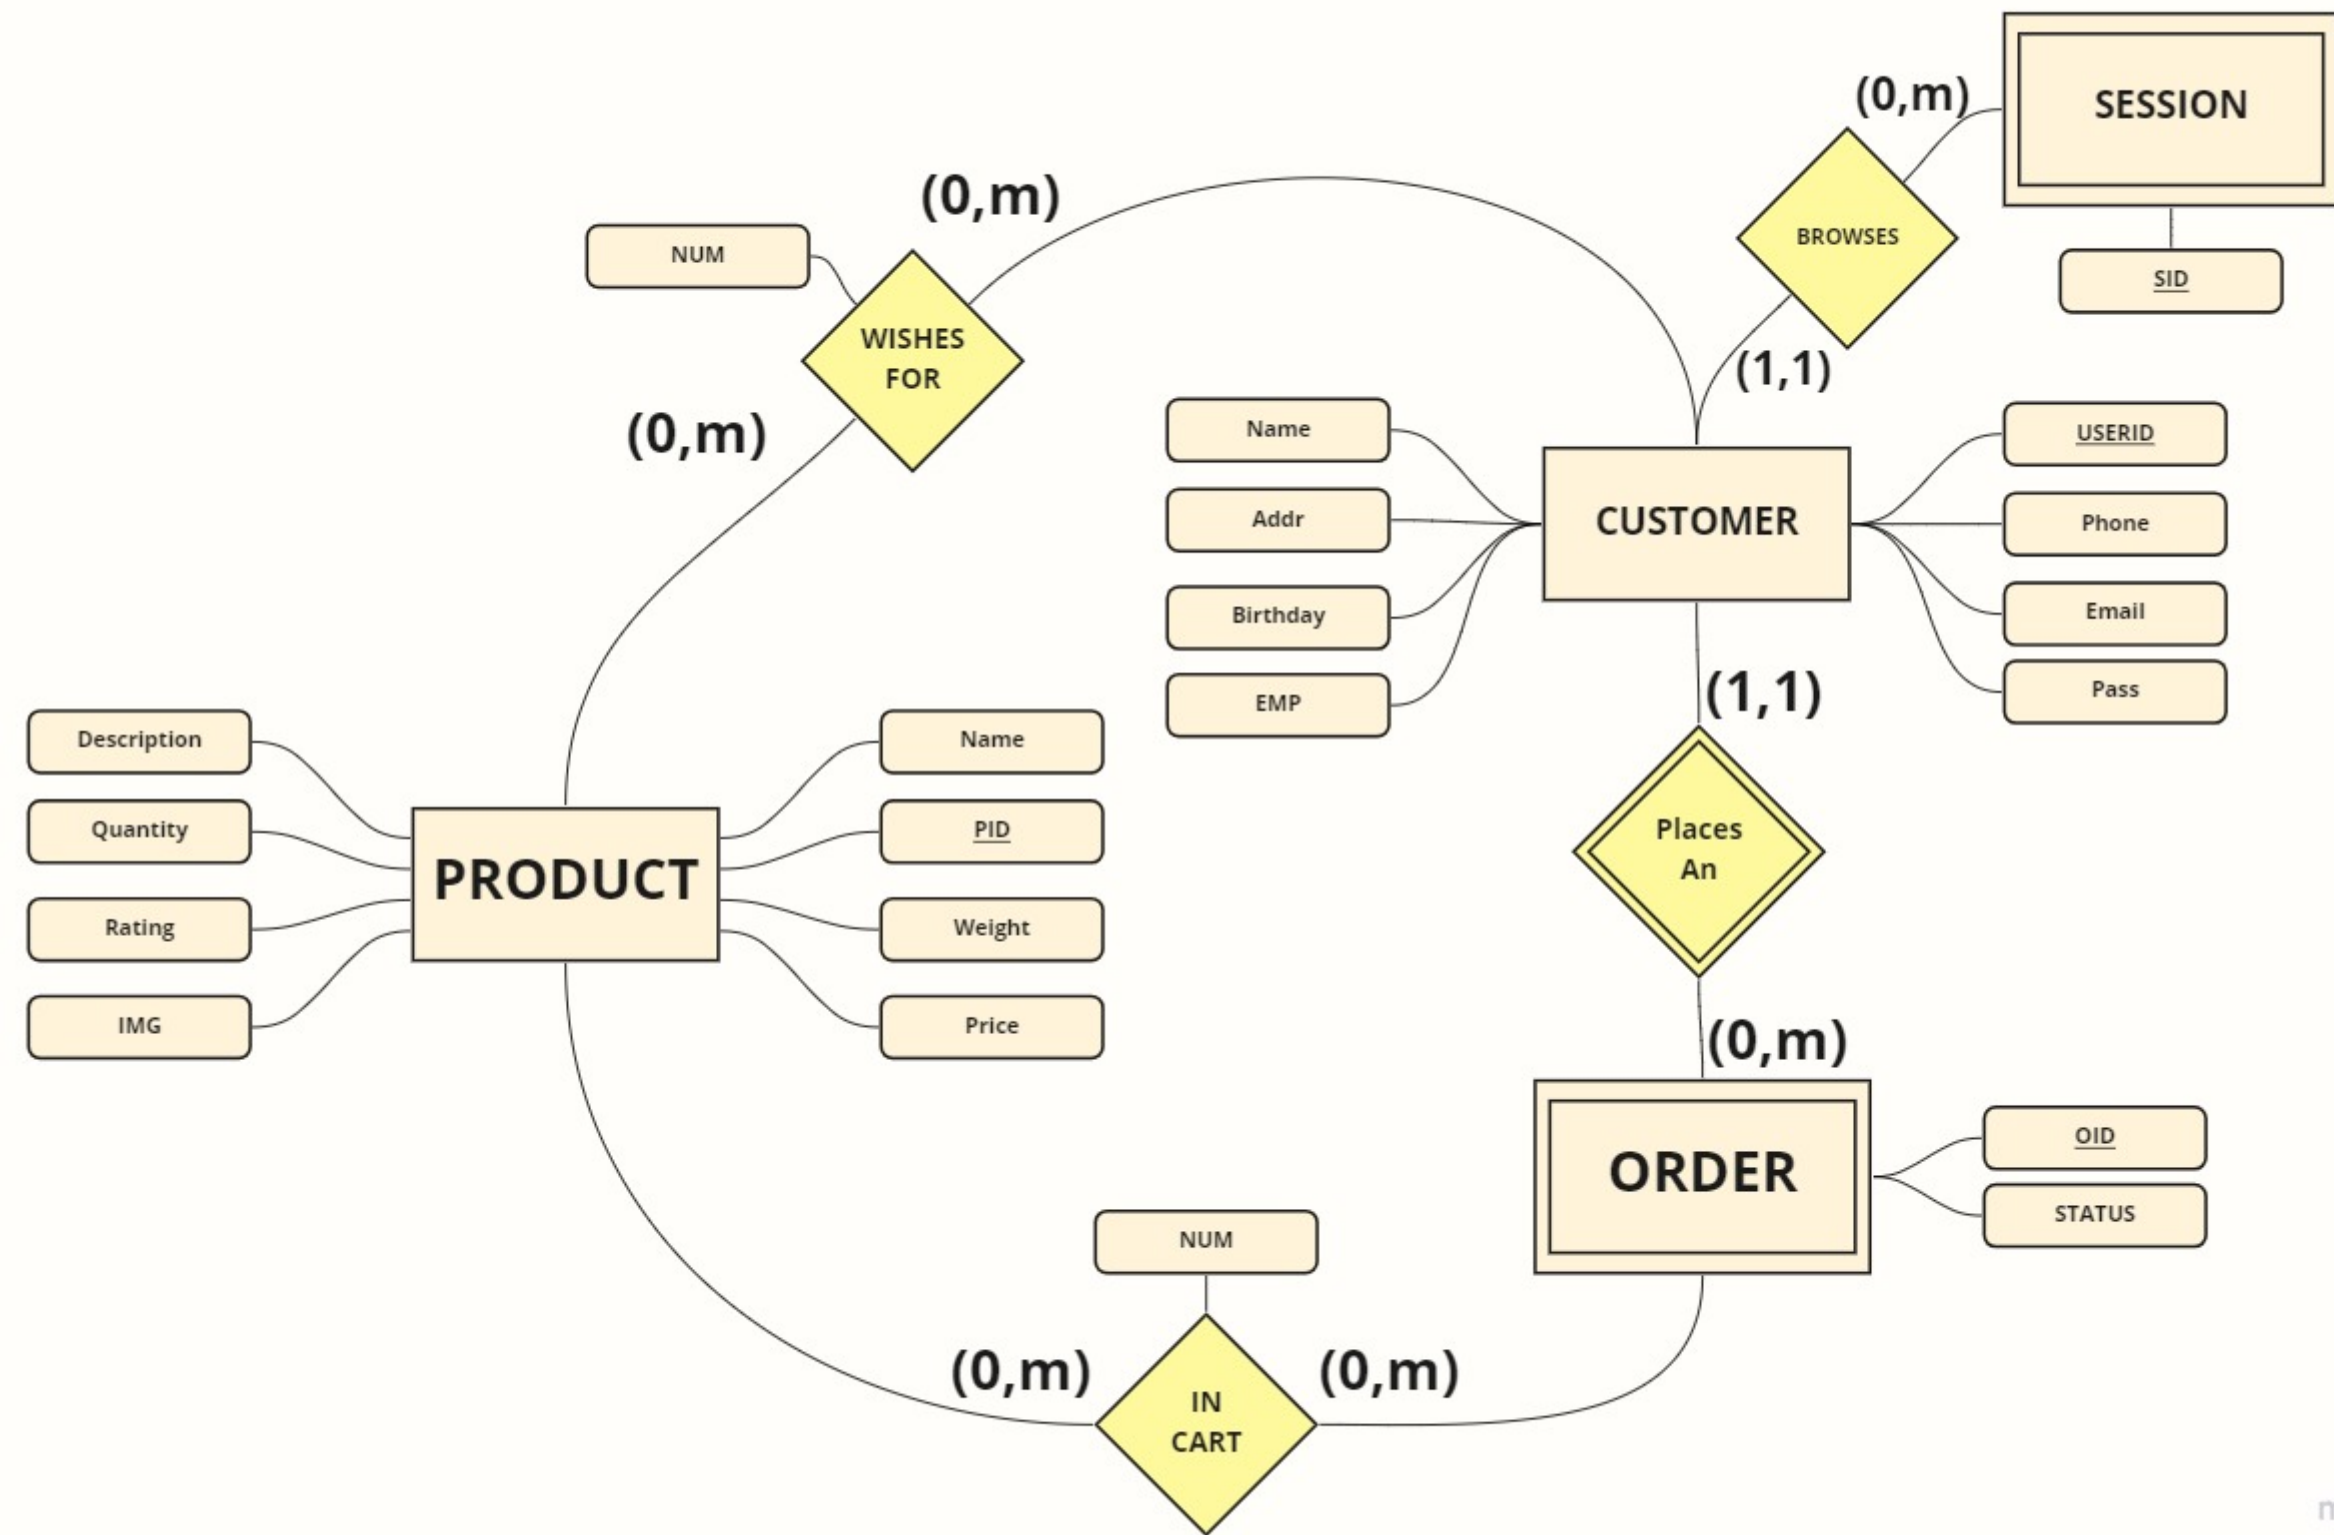 (0,m)
SESSION
BROWSES
SID
(1,1)
(0,m)
NUM
WISHES
FOR
(0,m)
Name
Addr
Birthday
EMP
CUSTOMER
USERID
Phone
Email
Pass
(1,1)
Places
An
(0,m)
Description
Quantity
Rating
IMG
PRODUCT
Name
PID
Weight
Price
ORDER
OID
STATUS
NUM
(0,m)
(0,m)
IN
CART